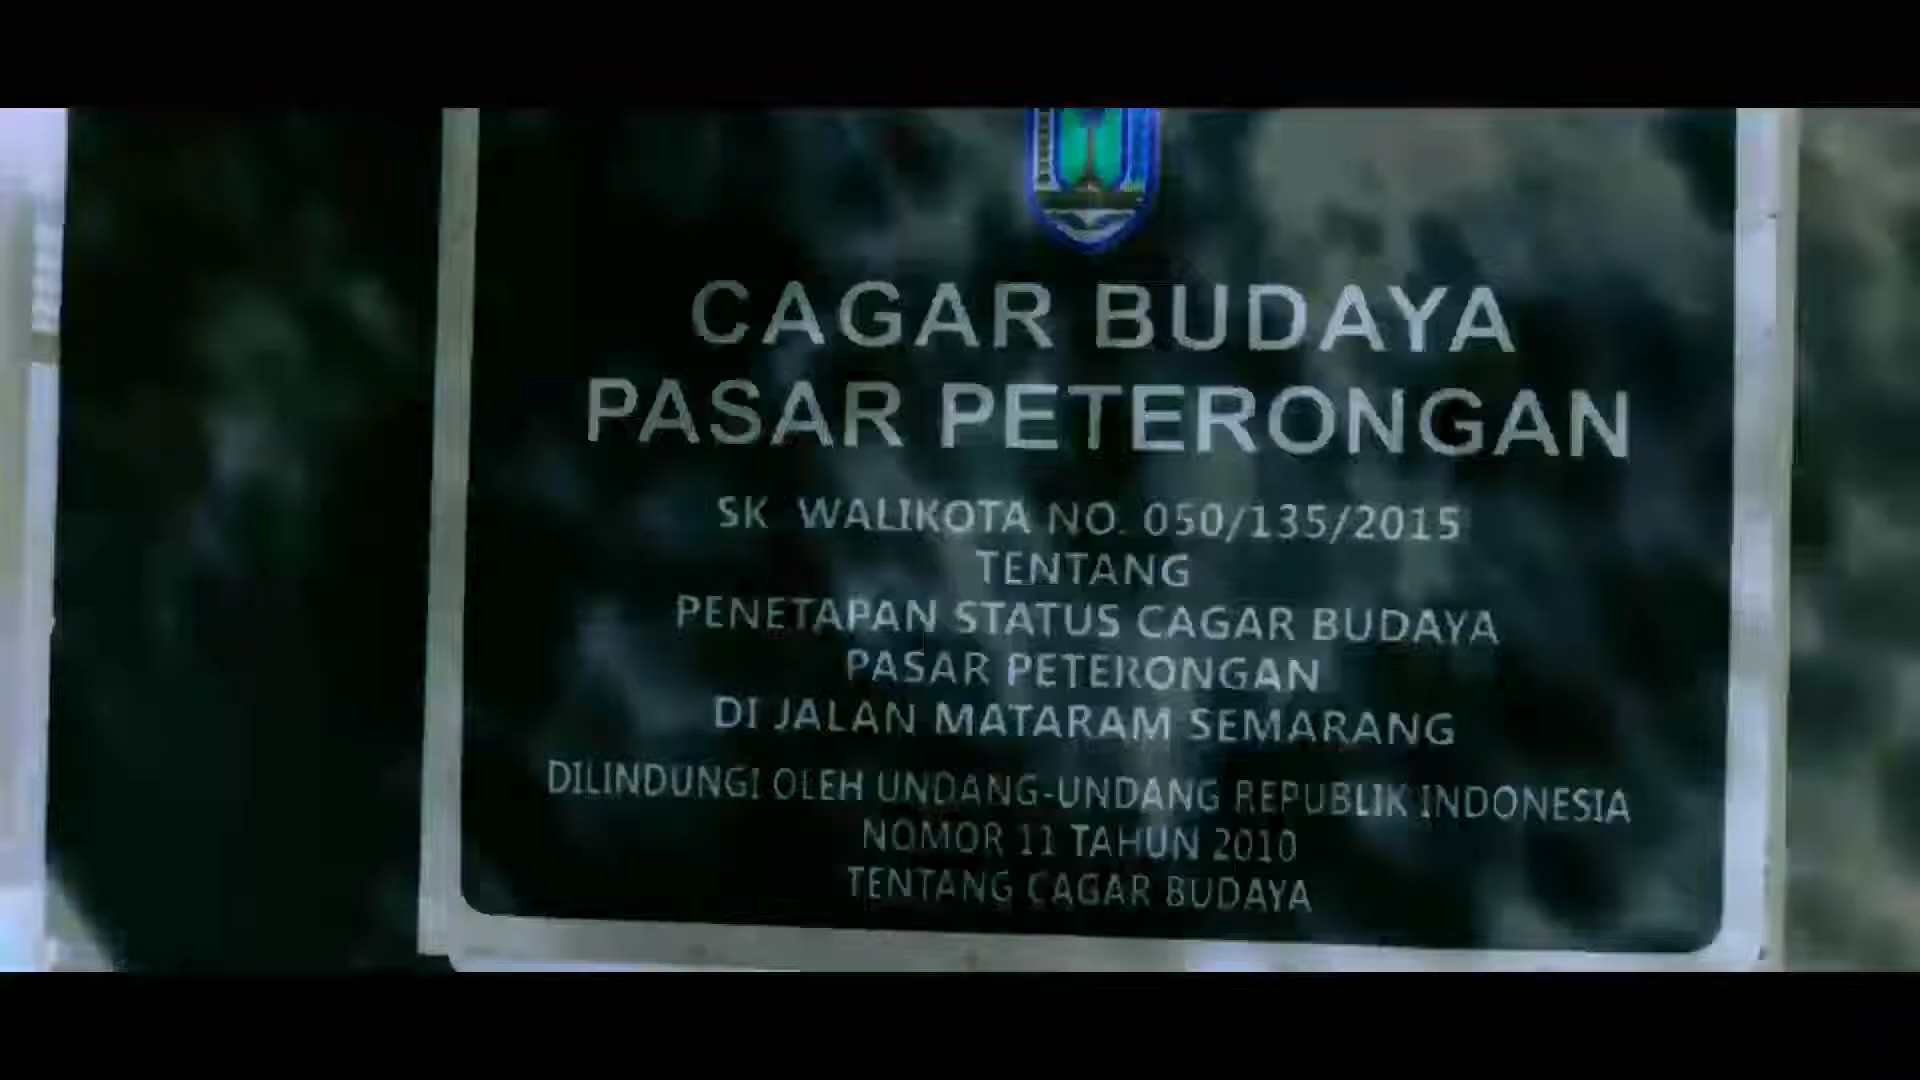 CAGAR BUDAYA
PASAR PETERONGAN
SK WALIKOTA NO. 050/135/2015
TENTANG
PENETAPAN STATUS CAGAR BUDAYA
PASAR PETERONGAN
DI JALAN MATARAM SEMARANG
DILINDUNGI OLEH UNDANG-UNDANG REPUBLIK INDONESIA
NOMOR 11 TAHUN 2010
TENTANG CAGAR BUDAYA